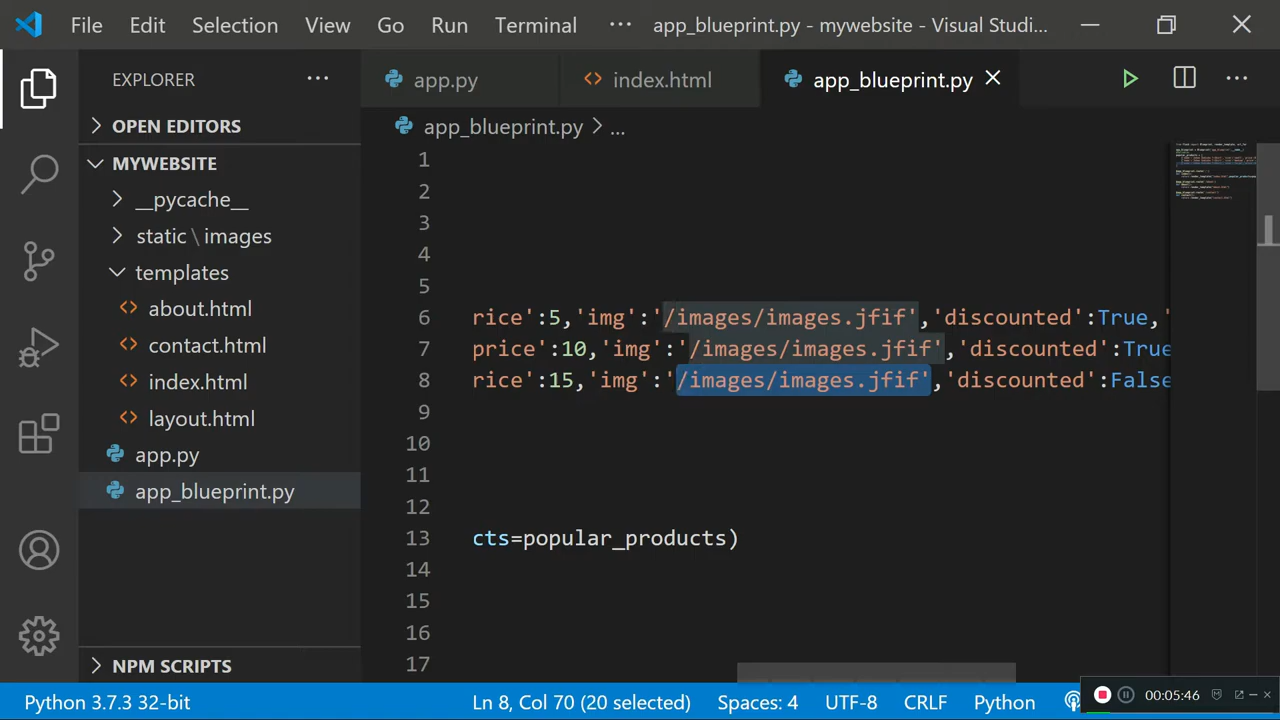 File Edit Selection View Go Run Terminal ··· app_blueprint.py - mywebsite - Visual Studi...
EXPLORER ···
app.py index.html app_blueprint.py
OPEN EDITORS
app_blueprint.py > ...
MYWEBSITE
__pycache__
static \ images
templates
about.html
contact.html
index.html
layout.html
app.py
app_blueprint.py
NPM SCRIPTS
1
2
3
4
5
6 rice':5,'img':'/images/images.jfif','discounted':True,'
7 price':10,'img':'/images/images.jfif','discounted':True
8 rice':15,'img':'/images/images.jfif','discounted':False
9
10
11
12
13 cts=popular_products)
14
15
16
17
Python 3.7.3 32-bit Ln 8, Col 70 (20 selected) Spaces: 4 UTF-8 CRLF Python 00:05:46